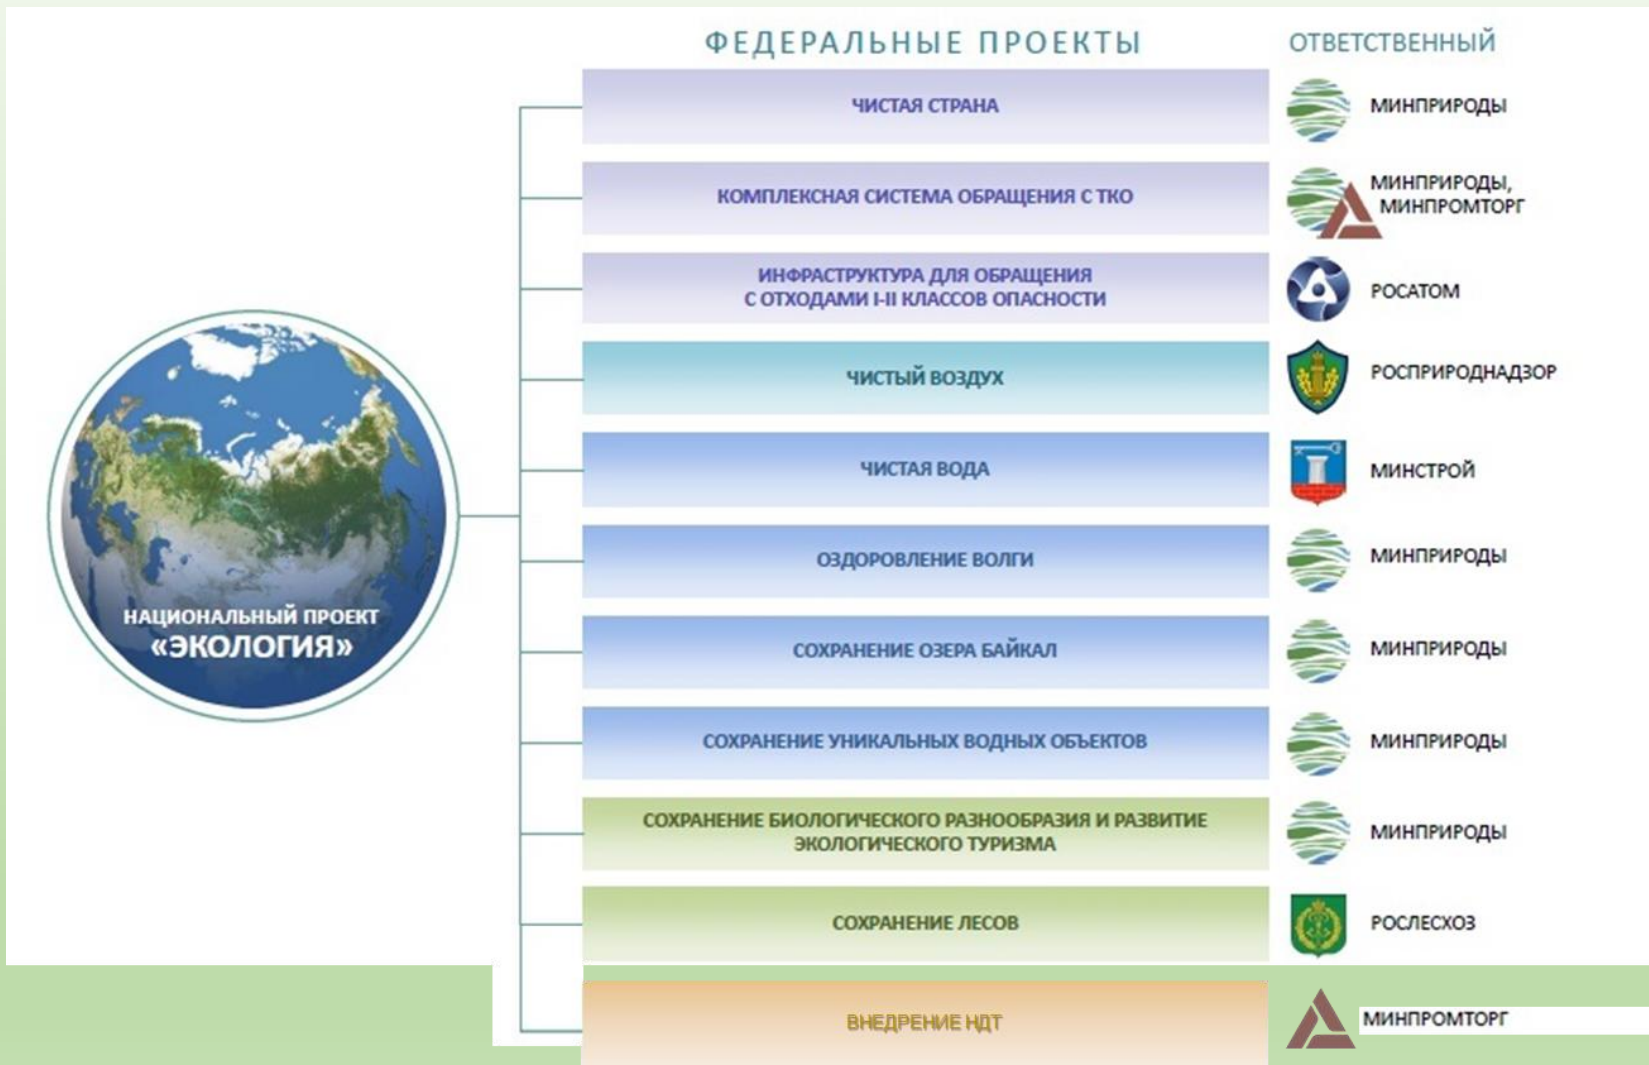 ФЕДЕРАЛЬНЫЕ ПРОЕКТЫ
ОТВЕТСТВЕННЫЙ
ЧИСТАЯ СТРАНА
МИНПРИРОДЫ
КОМПЛЕКСНАЯ СИСТЕМА ОБРАЩЕНИЯ С ТКО
МИНПРИРОДЫ,
МИНПРОМТОРГ
ИНФРАСТРУКТУРА ДЛЯ ОБРАЩЕНИЯ
С ОТХОДАМИ I-II КЛАССОВ ОПАСНОСТИ
РОСАТОМ
ЧИСТЫЙ ВОЗДУХ
РОСПРИРОДНАДЗОР
ЧИСТАЯ ВОДА
МИНСТРОЙ
ОЗДОРОВЛЕНИЕ ВОЛГИ
МИНПРИРОДЫ
НАЦИОНАЛЬНЫЙ ПРОЕКТ
«ЭКОЛОГИЯ»
СОХРАНЕНИЕ ОЗЕРА БАЙКАЛ
МИНПРИРОДЫ
СОХРАНЕНИЕ УНИКАЛЬНЫХ ВОДНЫХ ОБЪЕКТОВ
МИНПРИРОДЫ
СОХРАНЕНИЕ БИОЛОГИЧЕСКОГО РАЗНООБРАЗИЯ И РАЗВИТИЕ
ЭКОЛОГИЧЕСКОГО ТУРИЗМА
МИНПРИРОДЫ
СОХРАНЕНИЕ ЛЕСОВ
РОСЛЕСХОЗ
ВНЕДРЕНИЕ НДТ
МИНПРОМТОРГ